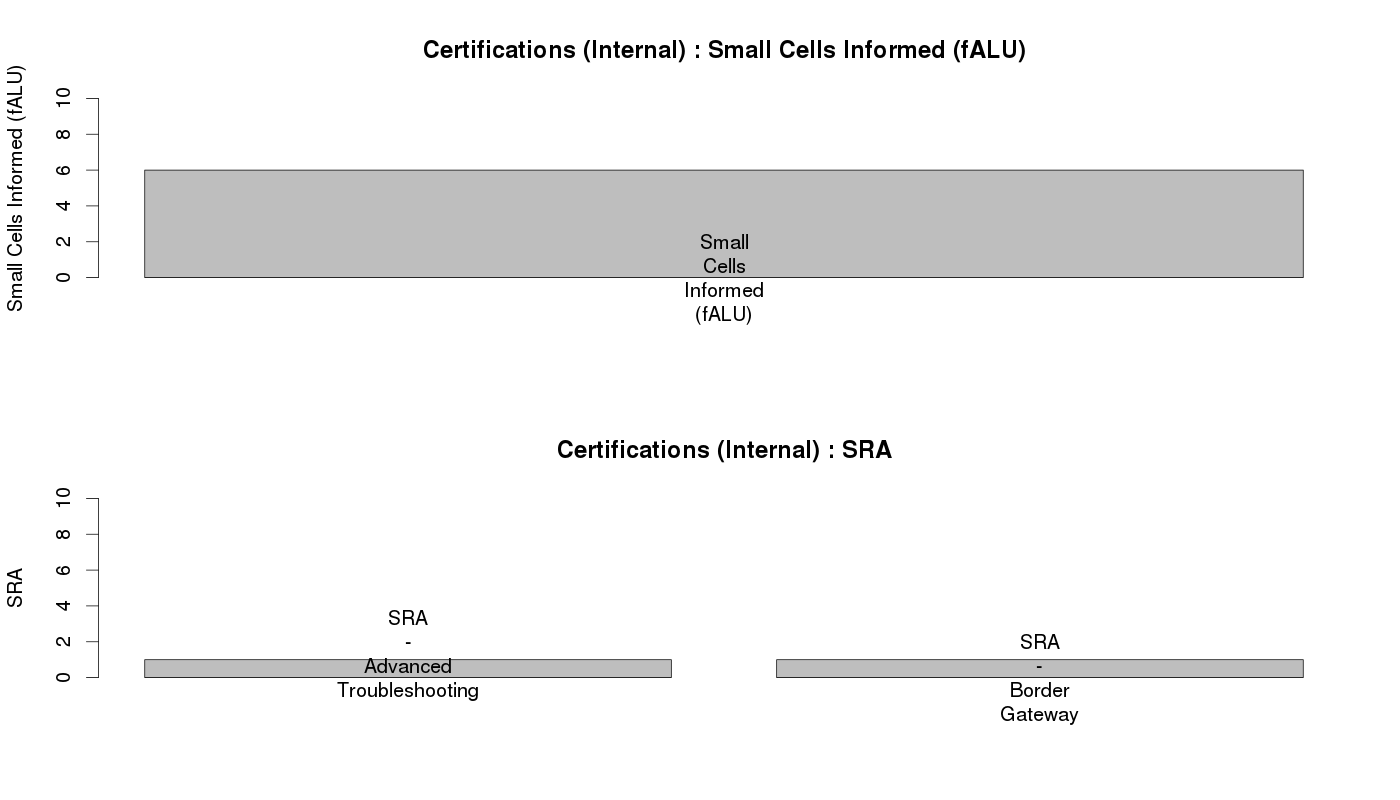 Certifications (Internal) : Small Cells Informed (fALU)
Small Cells Informed (fALU)
10
8
6
4
2
0
Small
Cells
Informed
(fALU)
Certifications (Internal) : SRA
SRA
10
8
6
4
2
0
SRA
-
Advanced
Troubleshooting
SRA
-
Border
Gateway